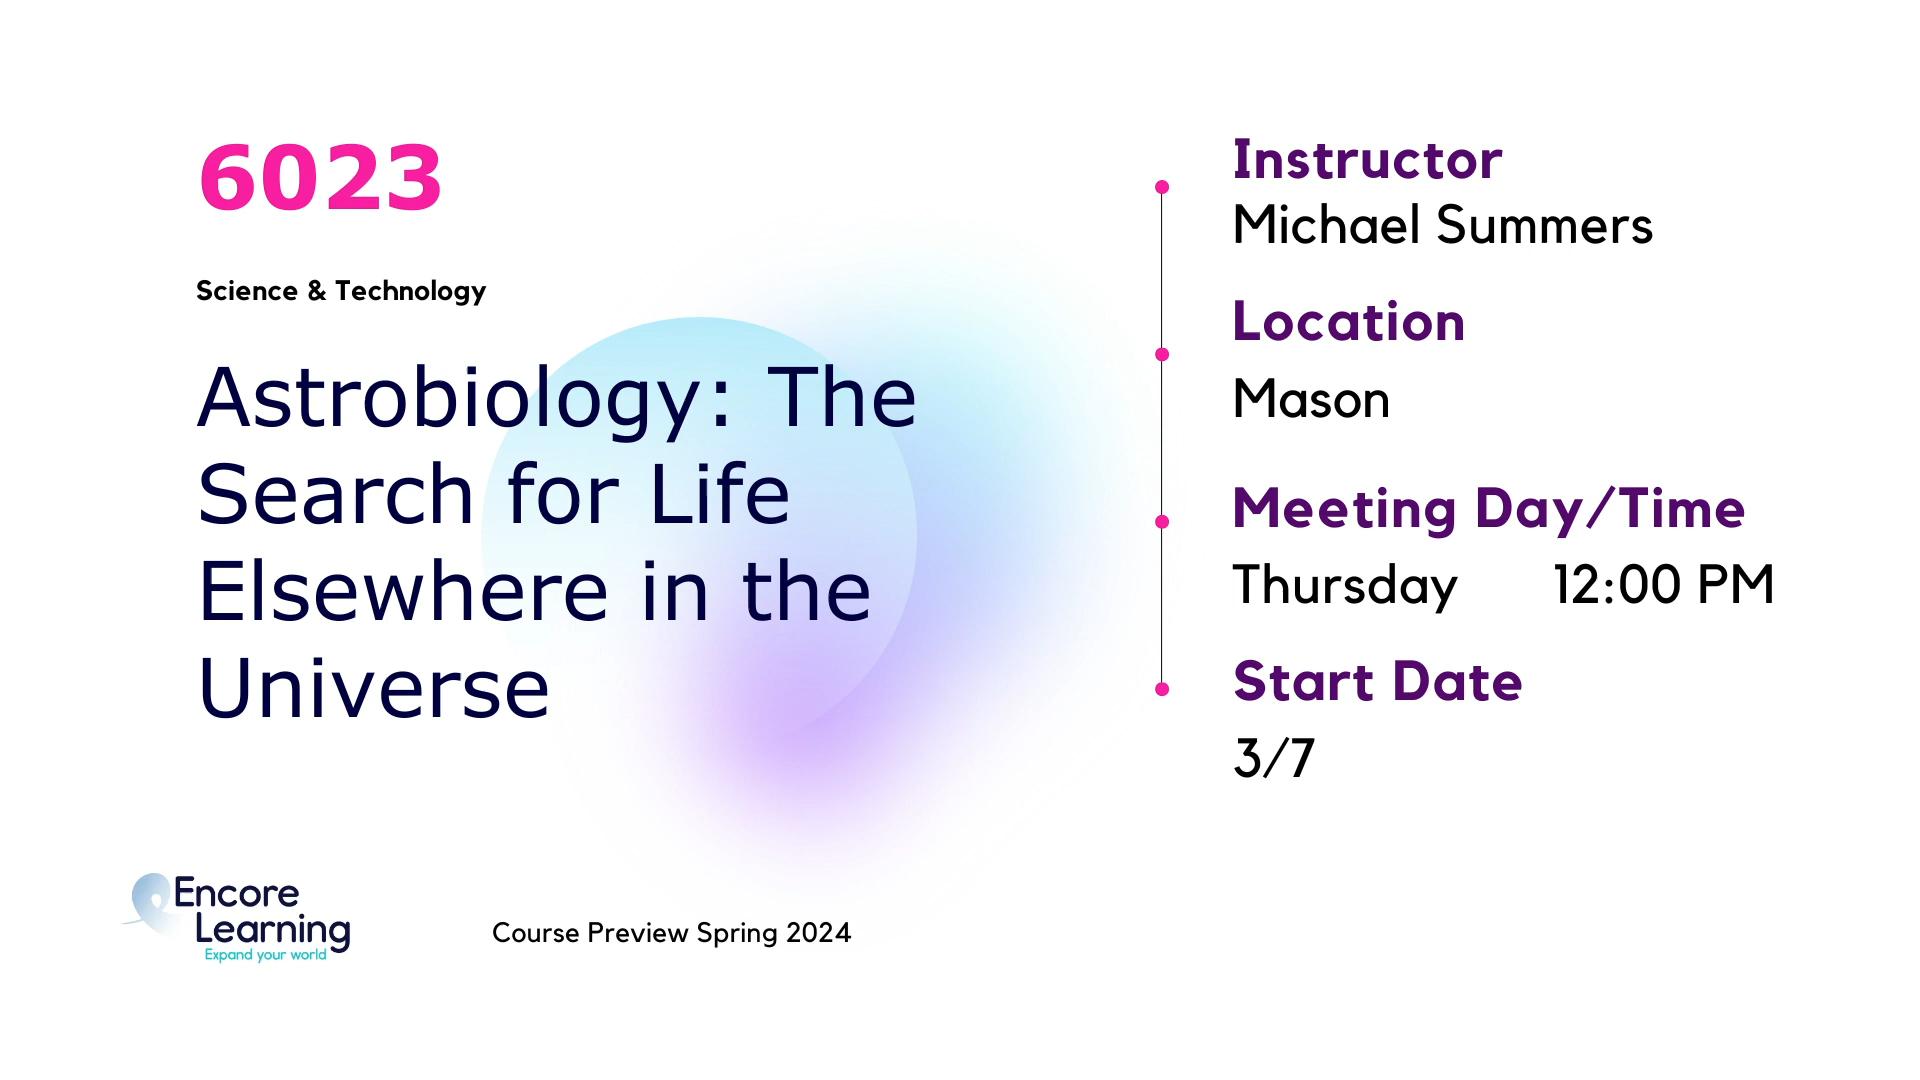 6023
Science & Technology
Astrobiology: The
Search for Life
Elsewhere in the
Universe
Instructor
Michael Summers
Location
Mason
Meeting Day/Time
Thursday 12:00 PM
Start Date
3/7
Encore
Learning
Expand your world
Course Preview Spring 2024